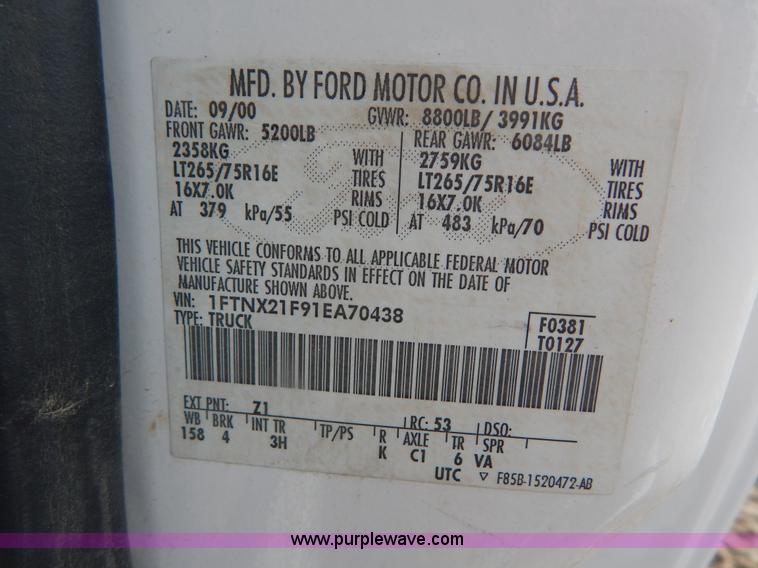 MFD. BY FORD MOTOR CO. IN U.S.A.
DATE: 09/00 GVWR: 8800LB/ 3991KG
FRONT GAWR: 5200LB REAR GAWR: 6084LB
2358KG WITH 2759KG WITH
LT265/75R16E TIRES LT265/75R16E TIRES
16X7.0K RIMS 16X7.0K RIMS
AT 379 kPa/55 PSI COLD AT 483 kPa/70 PSI COLD
THIS VEHICLE CONFORMS TO ALL APPLICABLE FEDERAL MOTOR
VEHICLE SAFETY STANDARDS IN EFFECT ON THE DATE OF
MANUFACTURE SHOWN ABOVE.
VIN: 1FTNX21F91EA70438 F0381
TYPE: TRUCK T0127
EXT PNT: Z1 RC: 53 DSO:
WB BRK INT TR TP/PS R AXLE TR SPR
158 4 3H K C1 6 VA
UTC ▽ F85B-1520472-AB
www.purplewave.com